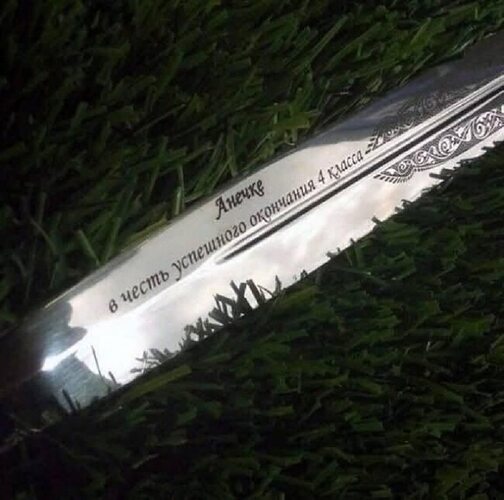 Анечке
в честь успешного окончания 4 класса